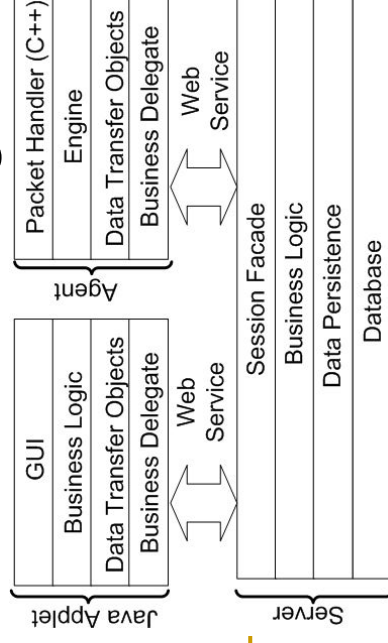 Java Applet
GUI
Business Logic
Data Transfer Objects
Business Delegate
Web
Service
Agent
Packet Handler (C++)
Engine
Data Transfer Objects
Business Delegate
Web
Service
Server
Session Facade
Business Logic
Data Persistence
Database